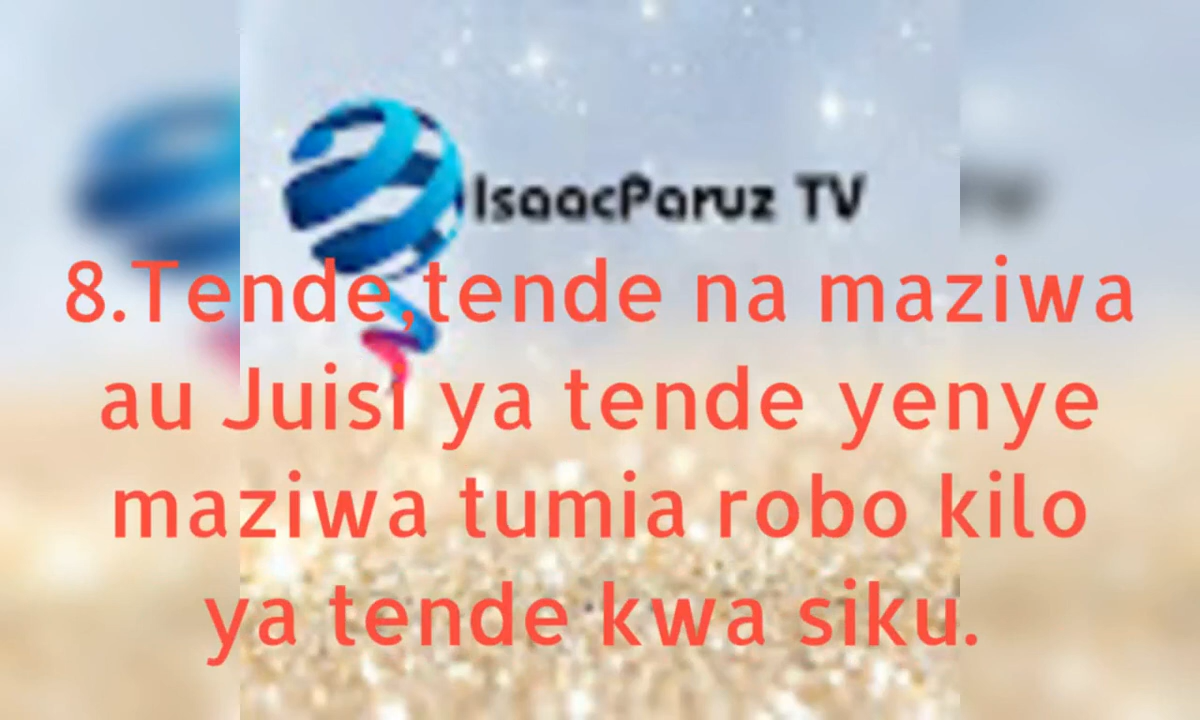 IsaacParuz TV
8.Tende,tende na maziwa
au Juisi ya tende yenye
maziwa tumia robo kilo
ya tende kwa siku.